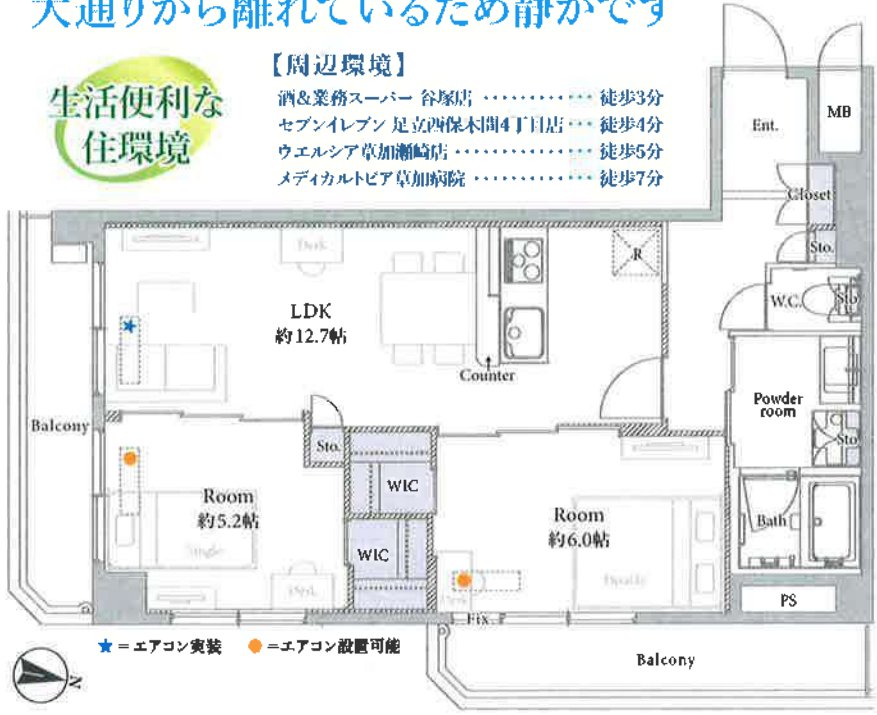 大通りから離れているため静かです
生活便利な
住環境
【周辺環境】
酒&業務スーパー 谷塚店 ············ 徒歩3分
セブンイレブン 足立西保木間4丁目店 ··· 徒歩4分
ウエルシア草加瀬崎店 ·············· 徒歩5分
メディカルトピア草加病院 ············ 徒歩7分
Ent.
MB
Closet
Sto.
W.C.
Sto
Desk
R
LDK
約12.7帖
Counter
Powder
room
Sto
Balcony
Sto.
WIC
Room
約5.2帖
Single
Desk
WIC
Room
約6.0帖
Double
Desk
Bath
PS
Fix
Balcony
★=エアコン実装 ●=エアコン設置可能
N